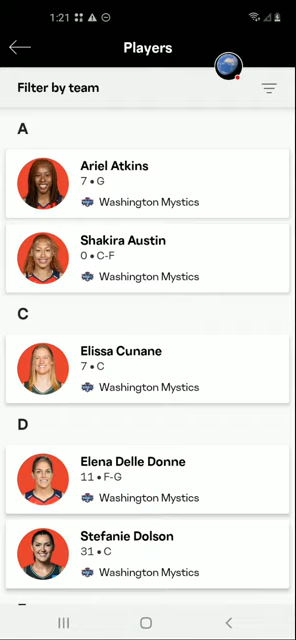 1:21
Players
Filter by team
A
Ariel Atkins
7 • G
Washington Mystics
Shakira Austin
0 • C-F
Washington Mystics
C
Elissa Cunane
7 • C
Washington Mystics
D
Elena Delle Donne
11 • F-G
Washington Mystics
Stefanie Dolson
31 • C
Washington Mystics